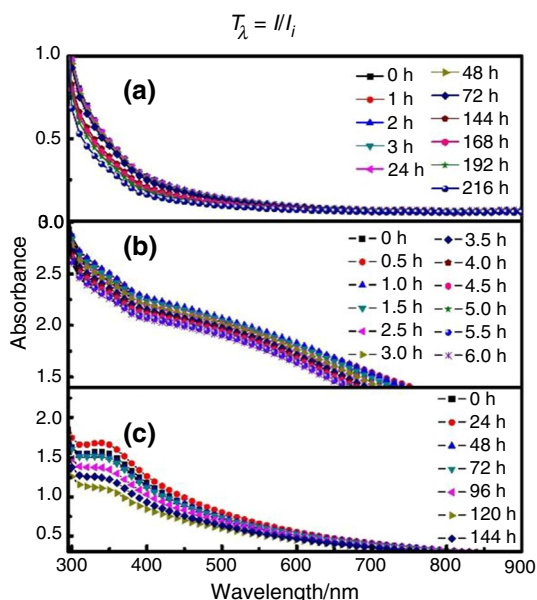 Tλ = I/Ii
1.0
(a)
0 h
1 h
2 h
3 h
24 h
48 h
72 h
144 h
168 h
192 h
216 h
0.5
0
3.0
(b)
0 h
0.5 h
1.0 h
1.5 h
2.5 h
3.0 h
3.5 h
4.0 h
4.5 h
5.0 h
5.5 h
6.0 h
2.5
2.0
1.5
Absorbance
(c)
0 h
24 h
48 h
72 h
96 h
120 h
144 h
2.0
1.5
1.0
0.5
300 400 500 600 700 800 900
Wavelength/nm